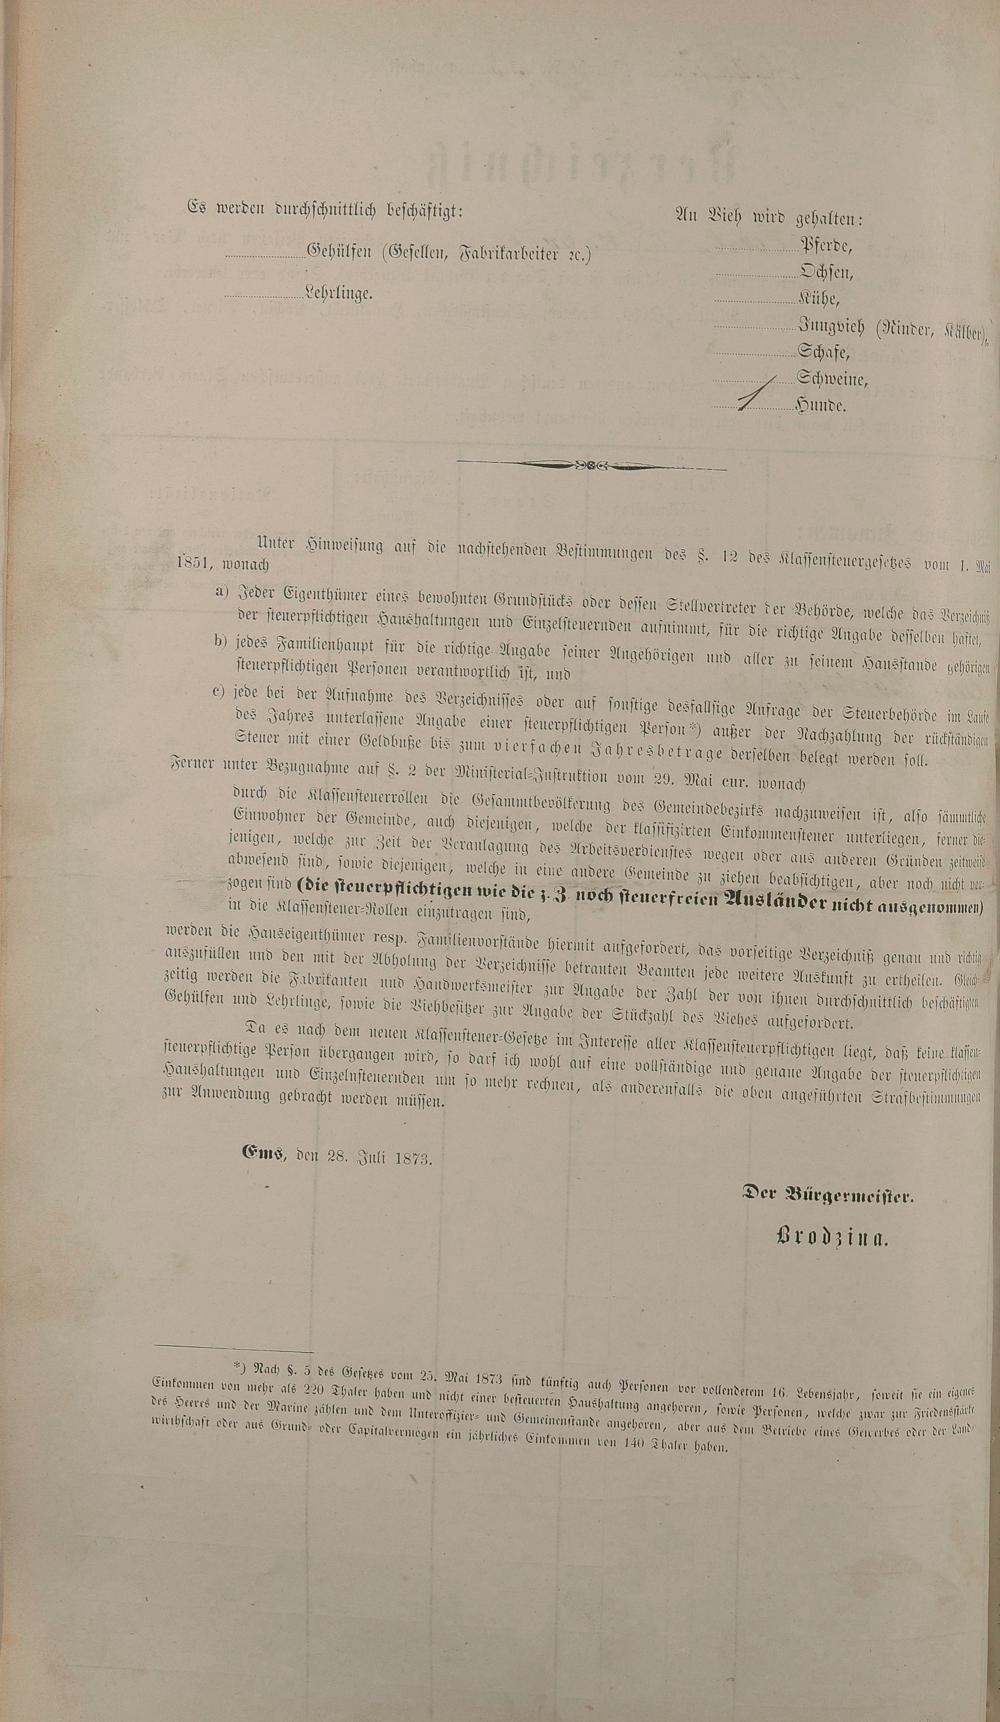 Es werden durchschnittlich beschäftigt:
Gehülfen (Gesellen, Fabrikarbeiter ꝛc.)
Lehrlinge.
An Vieh wird gehalten:
Pferde,
Ochsen,
Kühe,
Jungvieh (Rinder, Kälber),
Schafe,
Schweine,
1 Hunde.
Unter Hinweisung auf die nachstehenden Bestimmungen des §. 12 des Klassensteuergesetzes vom 1. Mai
1851, wonach
a) Jeder Eigenthümer eines bewohnten Grundstücks oder dessen Stellvertreter der Behörde, welche das Verzeichniß
der steuerpflichtigen Haushaltungen und Einzelsteuernden aufnimmt, für die richtige Angabe desselben haftet,
b) jedes Familienhaupt für die richtige Angabe seiner Angehörigen und aller zu seinem Hausstande gehörigen
steuerpflichtigen Personen verantwortlich ist, und
c) jede bei der Aufnahme des Verzeichnisses oder auf sonstige desfallsige Anfrage der Steuerbehörde im Laufe
des Jahres unterlassene Angabe einer steuerpflichtigen Person*) außer der Nachzahlung der rückständigen
Steuer mit einer Geldbuße bis zum vierfachen Jahresbetrage derselben belegt werden soll.
Ferner unter Bezugnahme auf §. 2 der Ministerial-Instruktion vom 29. Mai cur. wonach
durch die Klassensteuerrollen die Gesammtbevölkerung des Gemeindebezirks nachzuweisen ist, also sämmtliche
Einwohner der Gemeinde, auch diejenigen, welche der klassifizirten Einkommensteuer unterliegen, ferner die-
jenigen, welche zur Zeit der Veranlagung des Arbeitsverdienstes wegen oder aus anderen Gründen zeitweise
abwesend sind, sowie diejenigen, welche in eine andere Gemeinde zu ziehen beabsichtigen, aber noch nicht ver-
zogen sind (die steuerpflichtigen wie die z. Z. noch steuerfreien Ausländer nicht ausgenommen)
in die Klassensteuer-Rollen einzutragen sind,
werden die Hauseigenthümer resp. Familienvorstände hiermit aufgefordert, das vorseitige Verzeichniß genau und richtig
auszufüllen und den mit der Abholung der Verzeichnisse betrauten Beamten jede weitere Auskunft zu ertheilen. Gleich-
zeitig werden die Fabrikanten und Handwerksmeister zur Angabe der Zahl der von ihnen durchschnittlich beschäftigten
Gehülfen und Lehrlinge, sowie die Viehbesitzer zur Angabe der Stückzahl des Viehes aufgefordert.
Da es nach dem neuen Klassensteuer-Gesetze im Interesse aller Klassensteuerpflichtigen liegt, daß keine klassen-
steuerpflichtige Person übergangen wird, so darf ich wohl auf eine vollständige und genaue Angabe der steuerpflichtigen
Haushaltungen und Einzelnsteuernden um so mehr rechnen, als anderenfalls die oben angeführten Strafbestimmungen
zur Anwendung gebracht werden müssen.
Ems, den 28. Juli 1873.
Der Bürgermeister.
Brodzina.
*) Nach §. 5 des Gesetzes vom 25. Mai 1873 sind künftig auch Personen vor vollendetem 16. Lebensjahr, soweit sie ein eigenes
Einkommen von mehr als 220 Thaler haben und nicht einer besteuerten Haushaltung angehören, sowie Personen, welche zwar zur Friedensstärke
des Heeres und der Marine zählen und dem Unteroffizier- und Gemeinenstande angehören, aber aus dem Betriebe eines Gewerbes oder der Land-
wirthschaft oder aus Grund- oder Capitalvermögen ein jährliches Einkommen von 140 Thaler haben.